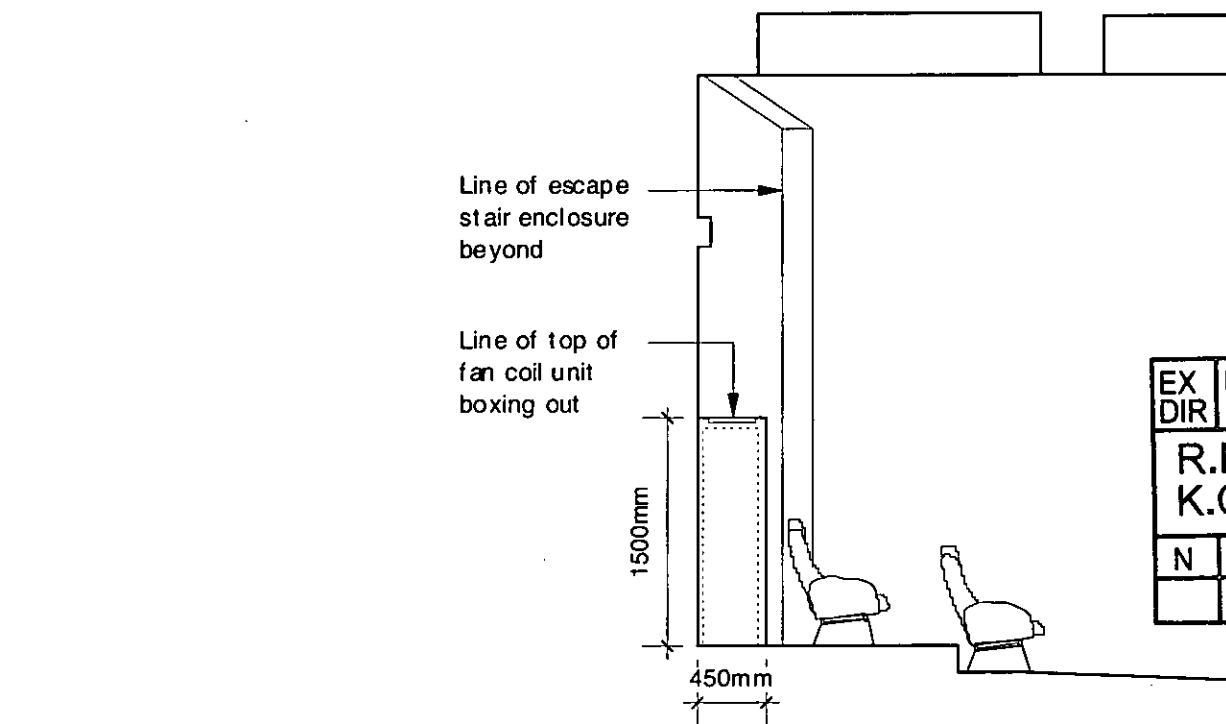 Line of escape
stair enclosure
beyond
Line of top of
fan coil unit
boxing out
1500mm
450mm
EX
DIR
N